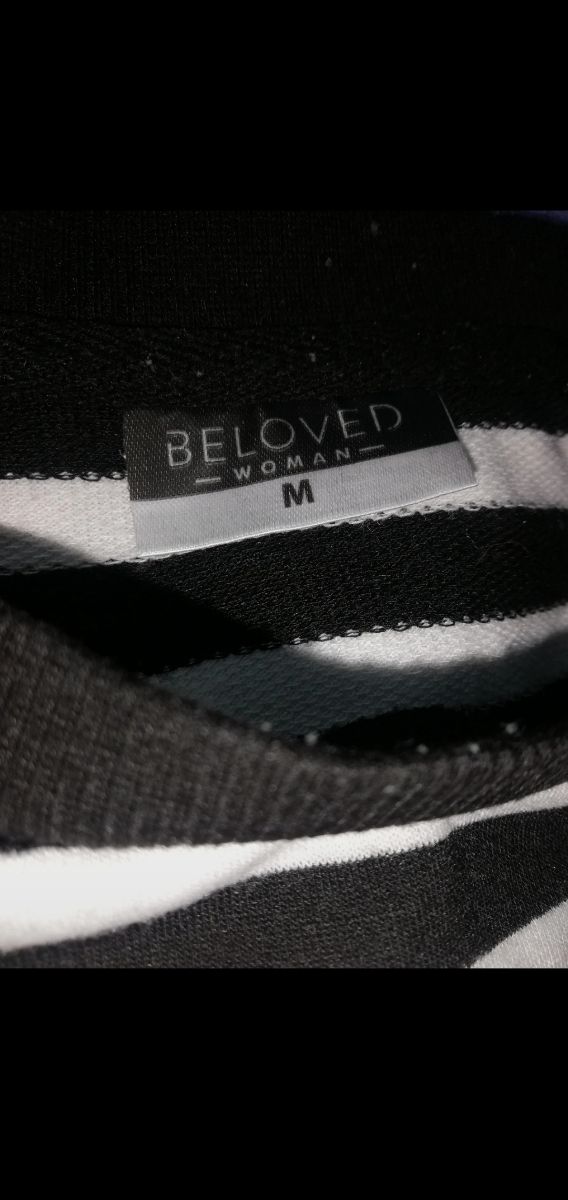 BELOVED
— WOMAN —
M